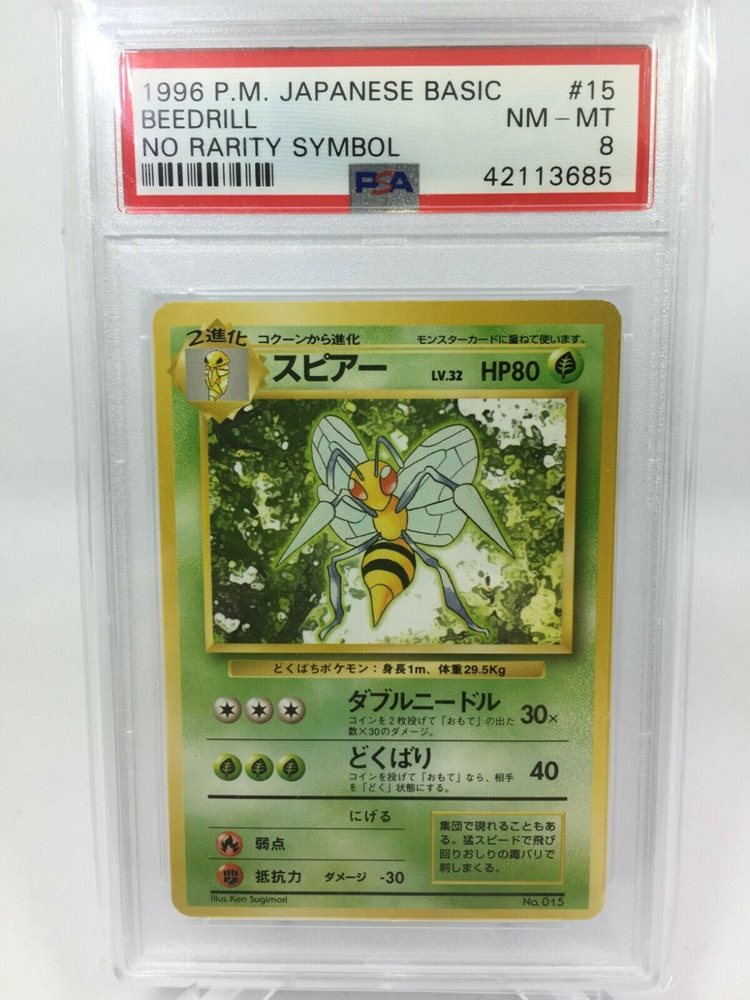 1996 P.M. JAPANESE BASIC #15
BEEDRILL NM - MT
NO RARITY SYMBOL 8
PSA 42113685
2進化 コクーンから進化 モンスターカードに重ねて使います。
スピアー LV.32 HP80
どくばちポケモン：身長1m、体重29.5Kg
ダブルニードル 30×
コインを2枚投げて「おもて」の出た
数×30のダメージ。
どくばり 40
コインを投げて「おもて」なら、相手
を「どく」状態にする。
にげる
弱点
抵抗力 ダメージ -30
集団で現れることもあ
る。猛スピードで飛び
回りおしりの毒バリで
刺しまくる。
Illus. Ken Sugimori No. 015